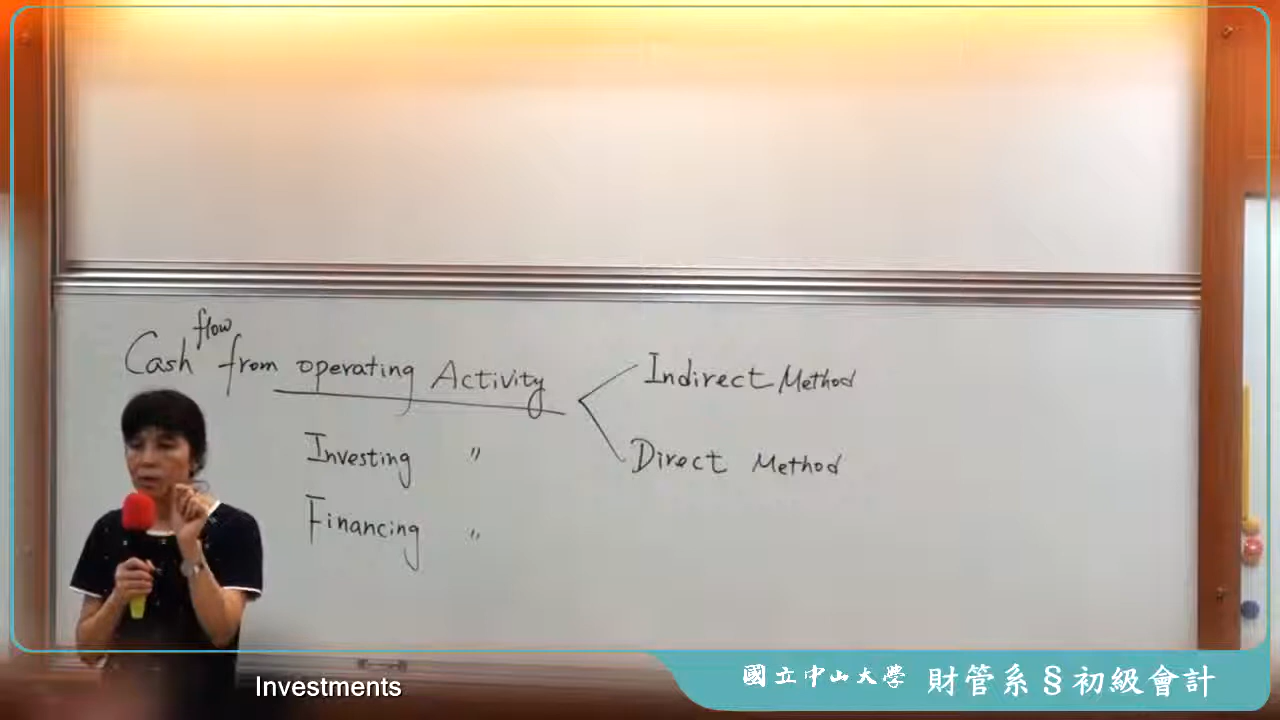 Cash flow from operating Activity
Indirect Method
Direct Method
Investing "
Financing "
Investments
國立中山大學 財管系 § 初級會計